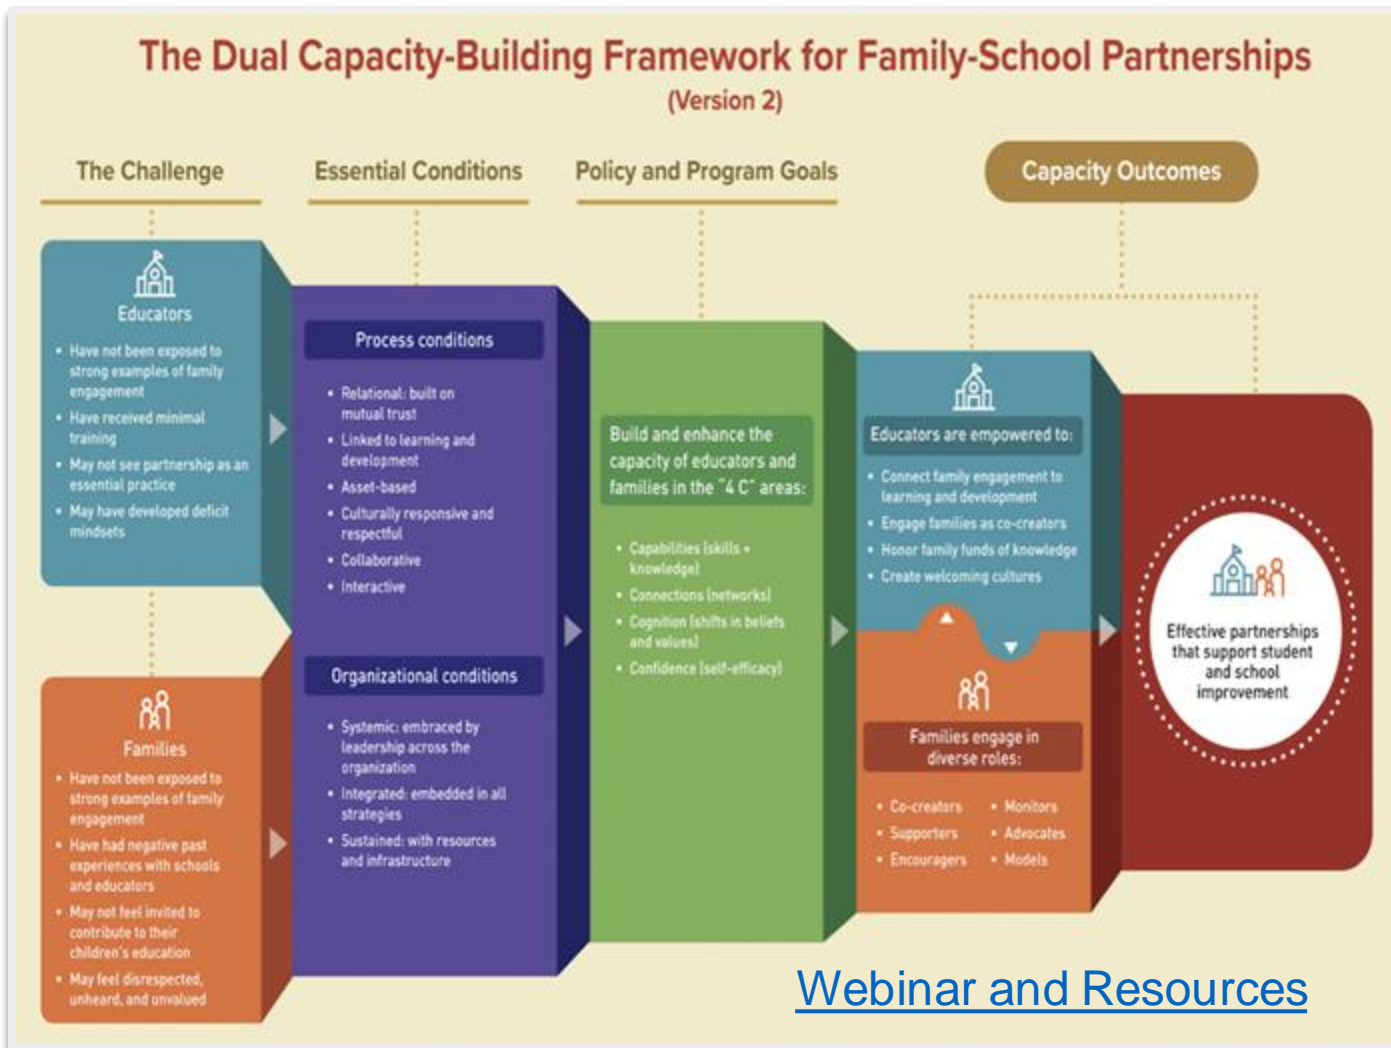 The Dual Capacity-Building Framework for Family-School Partnerships
(Version 2)
The Challenge
Essential Conditions
Policy and Program Goals
Capacity Outcomes
Educators
• Have not been exposed to
strong examples of family
engagement
• Have received minimal
training
• May not see partnership as an
essential practice
• May have developed deficit
mindsets
Families
• Have not been exposed to
strong examples of family
engagement
• Have had negative past
experiences with schools
and educators
• May not feel invited to
contribute to their
children's education
• May feel disrespected,
unheard, and unvalued
Process conditions
• Relational: built on
mutual trust
• Linked to learning and
development
• Asset-based
• Culturally responsive and
respectful
• Collaborative
• Interactive
Organizational conditions
• Systemic: embraced by
leadership across the
organization
• Integrated: embedded in all
strategies
• Sustained: with resources
and infrastructure
Build and enhance the
capacity of educators and
families in the "4 C" areas:
• Capabilities (skills +
knowledge)
• Connections (networks)
• Cognition (shifts in beliefs
and values)
• Confidence (self-efficacy)
Educators are empowered to:
• Connect family engagement to
learning and development
• Engage families as co-creators
• Honor family funds of knowledge
• Create welcoming cultures
Families engage in
diverse roles:
• Co-creators
• Supporters
• Encouragers
• Monitors
• Advocates
• Models
Effective partnerships
that support student
and school
improvement
Webinar and Resources